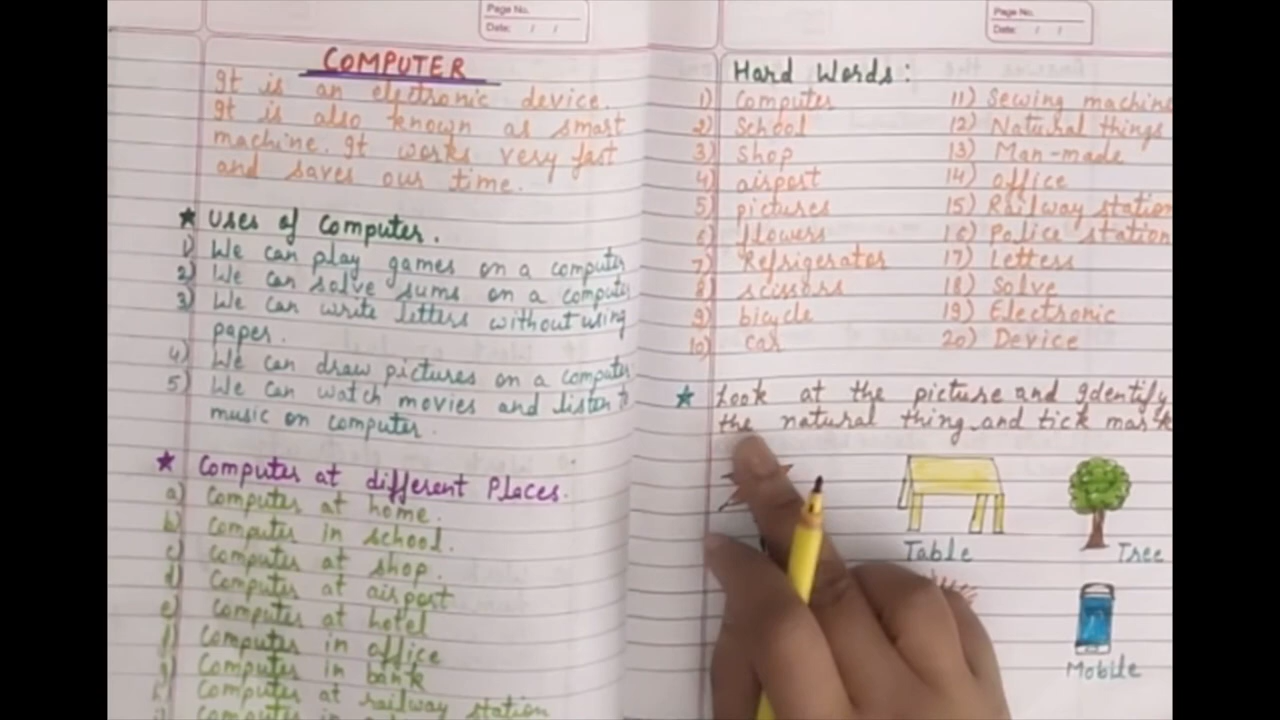 Page No.
Date: / /
COMPUTER
It is an electronic device.
It is also known as smart
machine. It works very fast
and saves our time.
★ Uses of Computer.
1) We can play games on a computer
2) We can solve sums on a computer
3) We can write letters without using
paper.
4) We can draw pictures on a computer
5) We can watch movies and listen to
music on computer.
★ Computer at different Places.
a) Computer at home.
b) Computer in school.
c) Computer at shop.
d) Computer at airport
e) Computer at hotel
f) Computer in office
g) Computer in bank
h) Computer at railway station
Computer in
Page No.
Date: / /
Hard Words:
1) Computer
2) School
3) Shop
4) airport
5) pictures
6) flowers
7) Refrigerator
8) scissors
9) bicycle
10) car
11) Sewing machine
12) Natural things
13) Man-made
14) office
15) Railway station
16) Police station
17) Letters
18) Solve
19) Electronic
20) Device
★ Look at the picture and Identify
the natural thing and tick mark
Table
Tree
Mobile